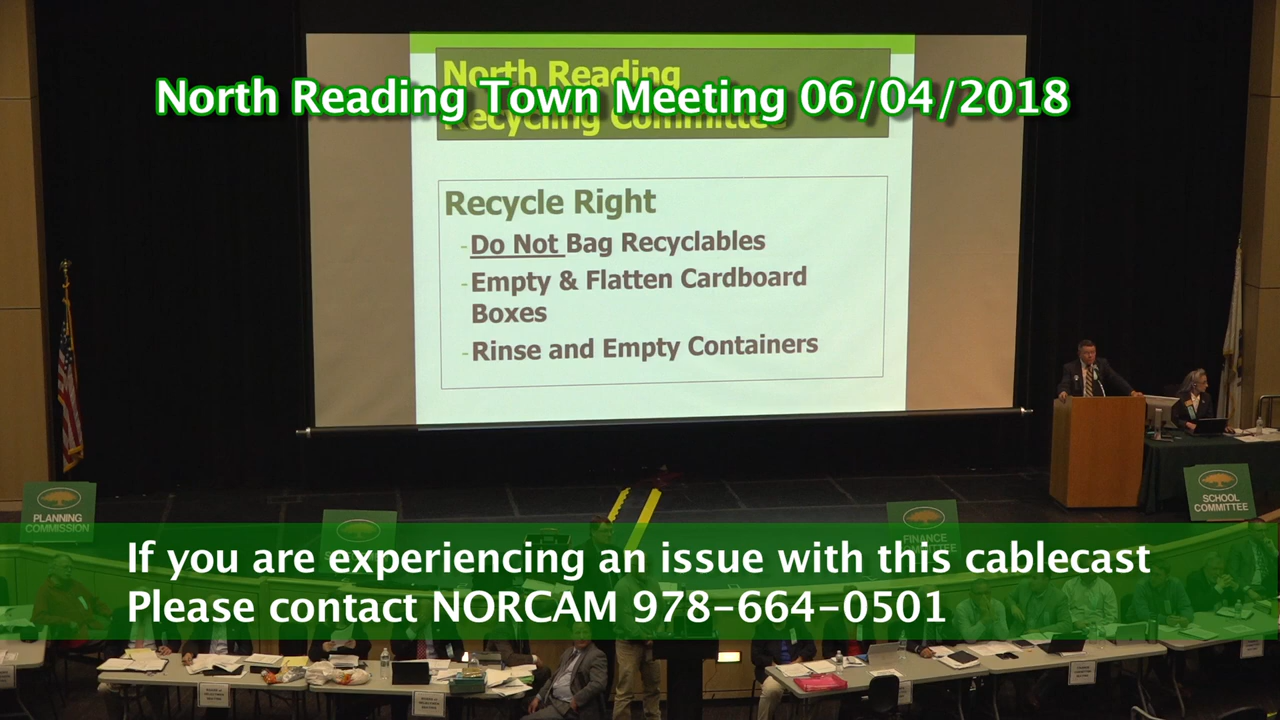 North Reading
North Reading Town Meeting 06/04/2018
Recycling Committee
Recycle Right
-Do Not Bag Recyclables
-Empty & Flatten Cardboard
Boxes
-Rinse and Empty Containers
PLANNING
COMMISSION
FINANCE
COMMITTEE
SCHOOL
COMMITTEE
If you are experiencing an issue with this cablecast
Please contact NORCAM 978-664-0501